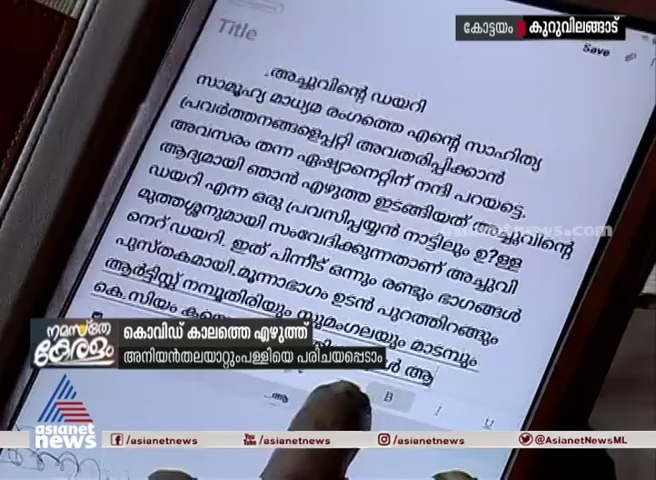 കോട്ടയം കുറുവിലങ്ങാട്
Title
Save
.അച്ചുവിന്റെ ഡയറി
സാമൂഹ്യ മാധ്യമ രംഗത്തെ എന്റെ സാഹിത്യ
പ്രവർത്തനങ്ങളെപ്പറ്റി അവതരിപ്പിക്കാൻ
അവസരം തന്ന ഏഷ്യാനെറ്റിന് നന്ദി പറയട്ടെ.
ആദ്യമായി ഞാൻ എഴുത്ത ഇടങ്ങിയത് അച്ചുവിന്റെ
ഡയറി എന്ന ഒരു പ്രവസിപ്പയ്യൻ നാട്ടിലും ഉ?ള്ള
മുത്തശ്ശനുമായി സംവേദിക്കുന്നതാണ് അച്ചുവി
നെറ് ഡയറി. ഇത് പിന്നീട് ഒന്നും രണ്ടും ഭാഗങ്ങൾ
പുസ്തകമായി.മൂന്നാഭാഗം ഉടൻ പുറത്തിറങ്ങും
ആർട്ടിസ്റ്റ് നമ്പൂതിരിയും സുമംഗലയും മാടമ്പും
കെ.സിയം
ൾ ആ
...ആ
B I U
asianetnews.com
നമസ്തേ കേരളം
കൊവിഡ് കാലത്തെ എഴുത്ത്
അനിയൻതലയാറ്റുംപള്ളിയെ പരിചയപ്പെടാം
asianet news
/asianetnews /asianetnews /asianetnews @AsianetNewsML